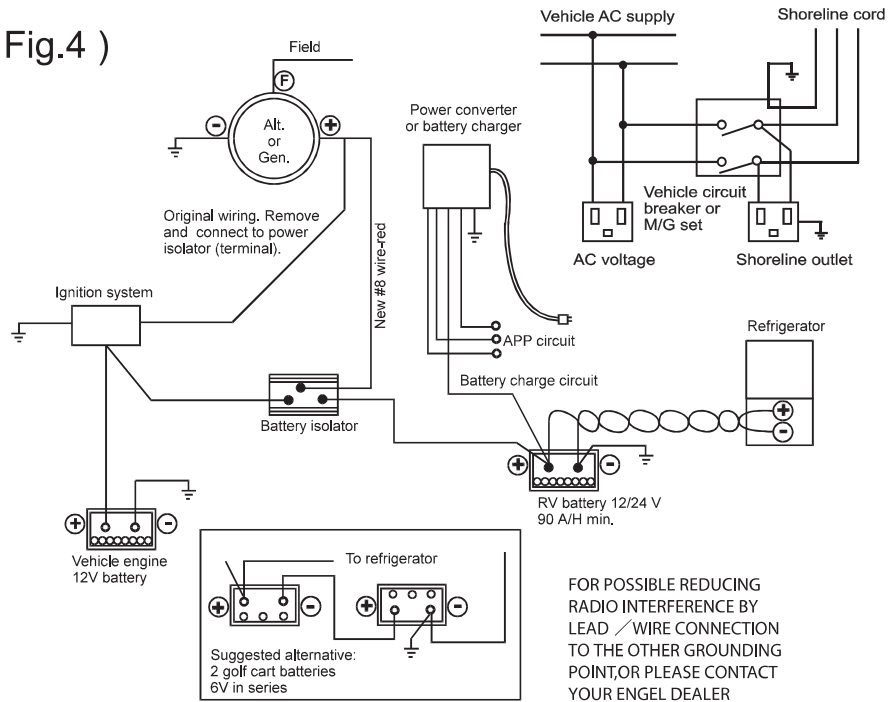 Fig.4 )
Vehicle AC supply
Shoreline cord
Field
F
Alt.
or
Gen.
Power converter
or battery charger
Original wiring. Remove
and connect to power
isolator (terminal).
New #8 wire-red
Vehicle circuit
breaker or
M/G set
AC voltage
Shoreline outlet
Ignition system
APP circuit
Refrigerator
Battery charge circuit
Battery isolator
RV battery 12/24 V
90 A/H min.
Vehicle engine
12V battery
To refrigerator
Suggested alternative:
2 golf cart batteries
6V in series
FOR POSSIBLE REDUCING
RADIO INTERFERENCE BY
LEAD ／WIRE CONNECTION
TO THE OTHER GROUNDING
POINT,OR PLEASE CONTACT
YOUR ENGEL DEALER